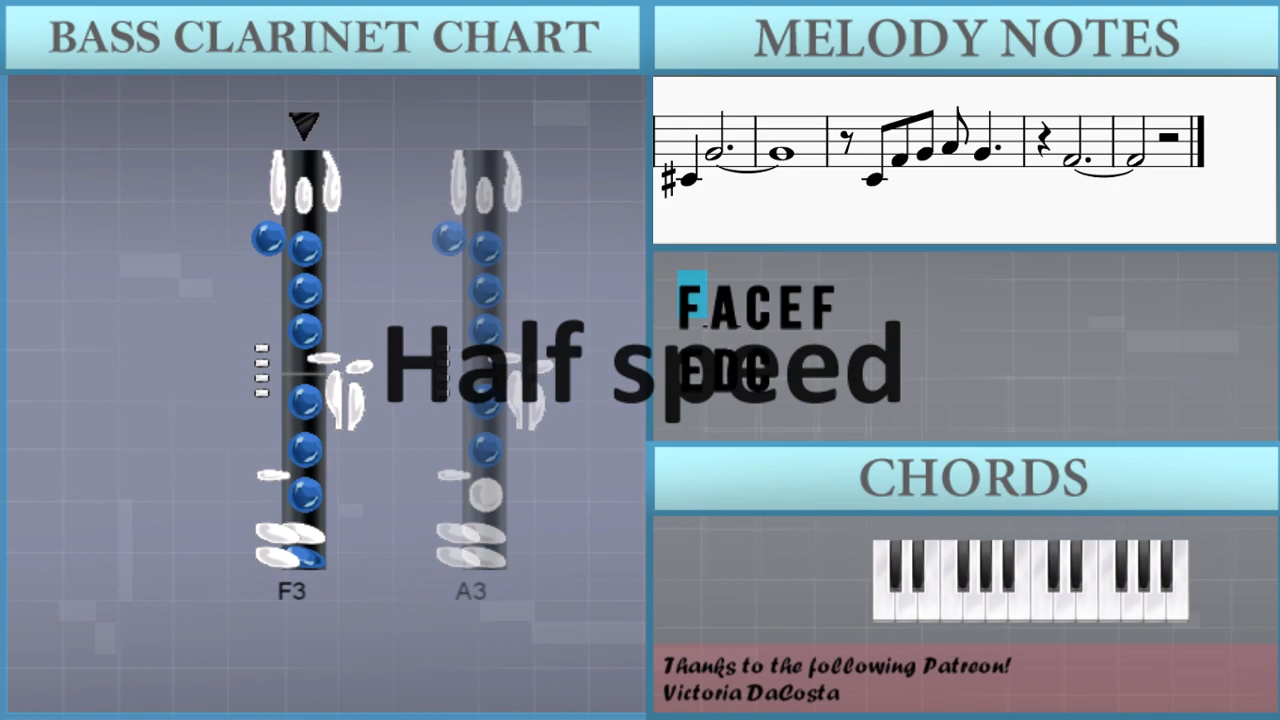 BASS CLARINET CHART
MELODY NOTES
F A C E F
E D C
Half speed
F3
A3
CHORDS
Thanks to the following Patreon!
Victoria DaCosta